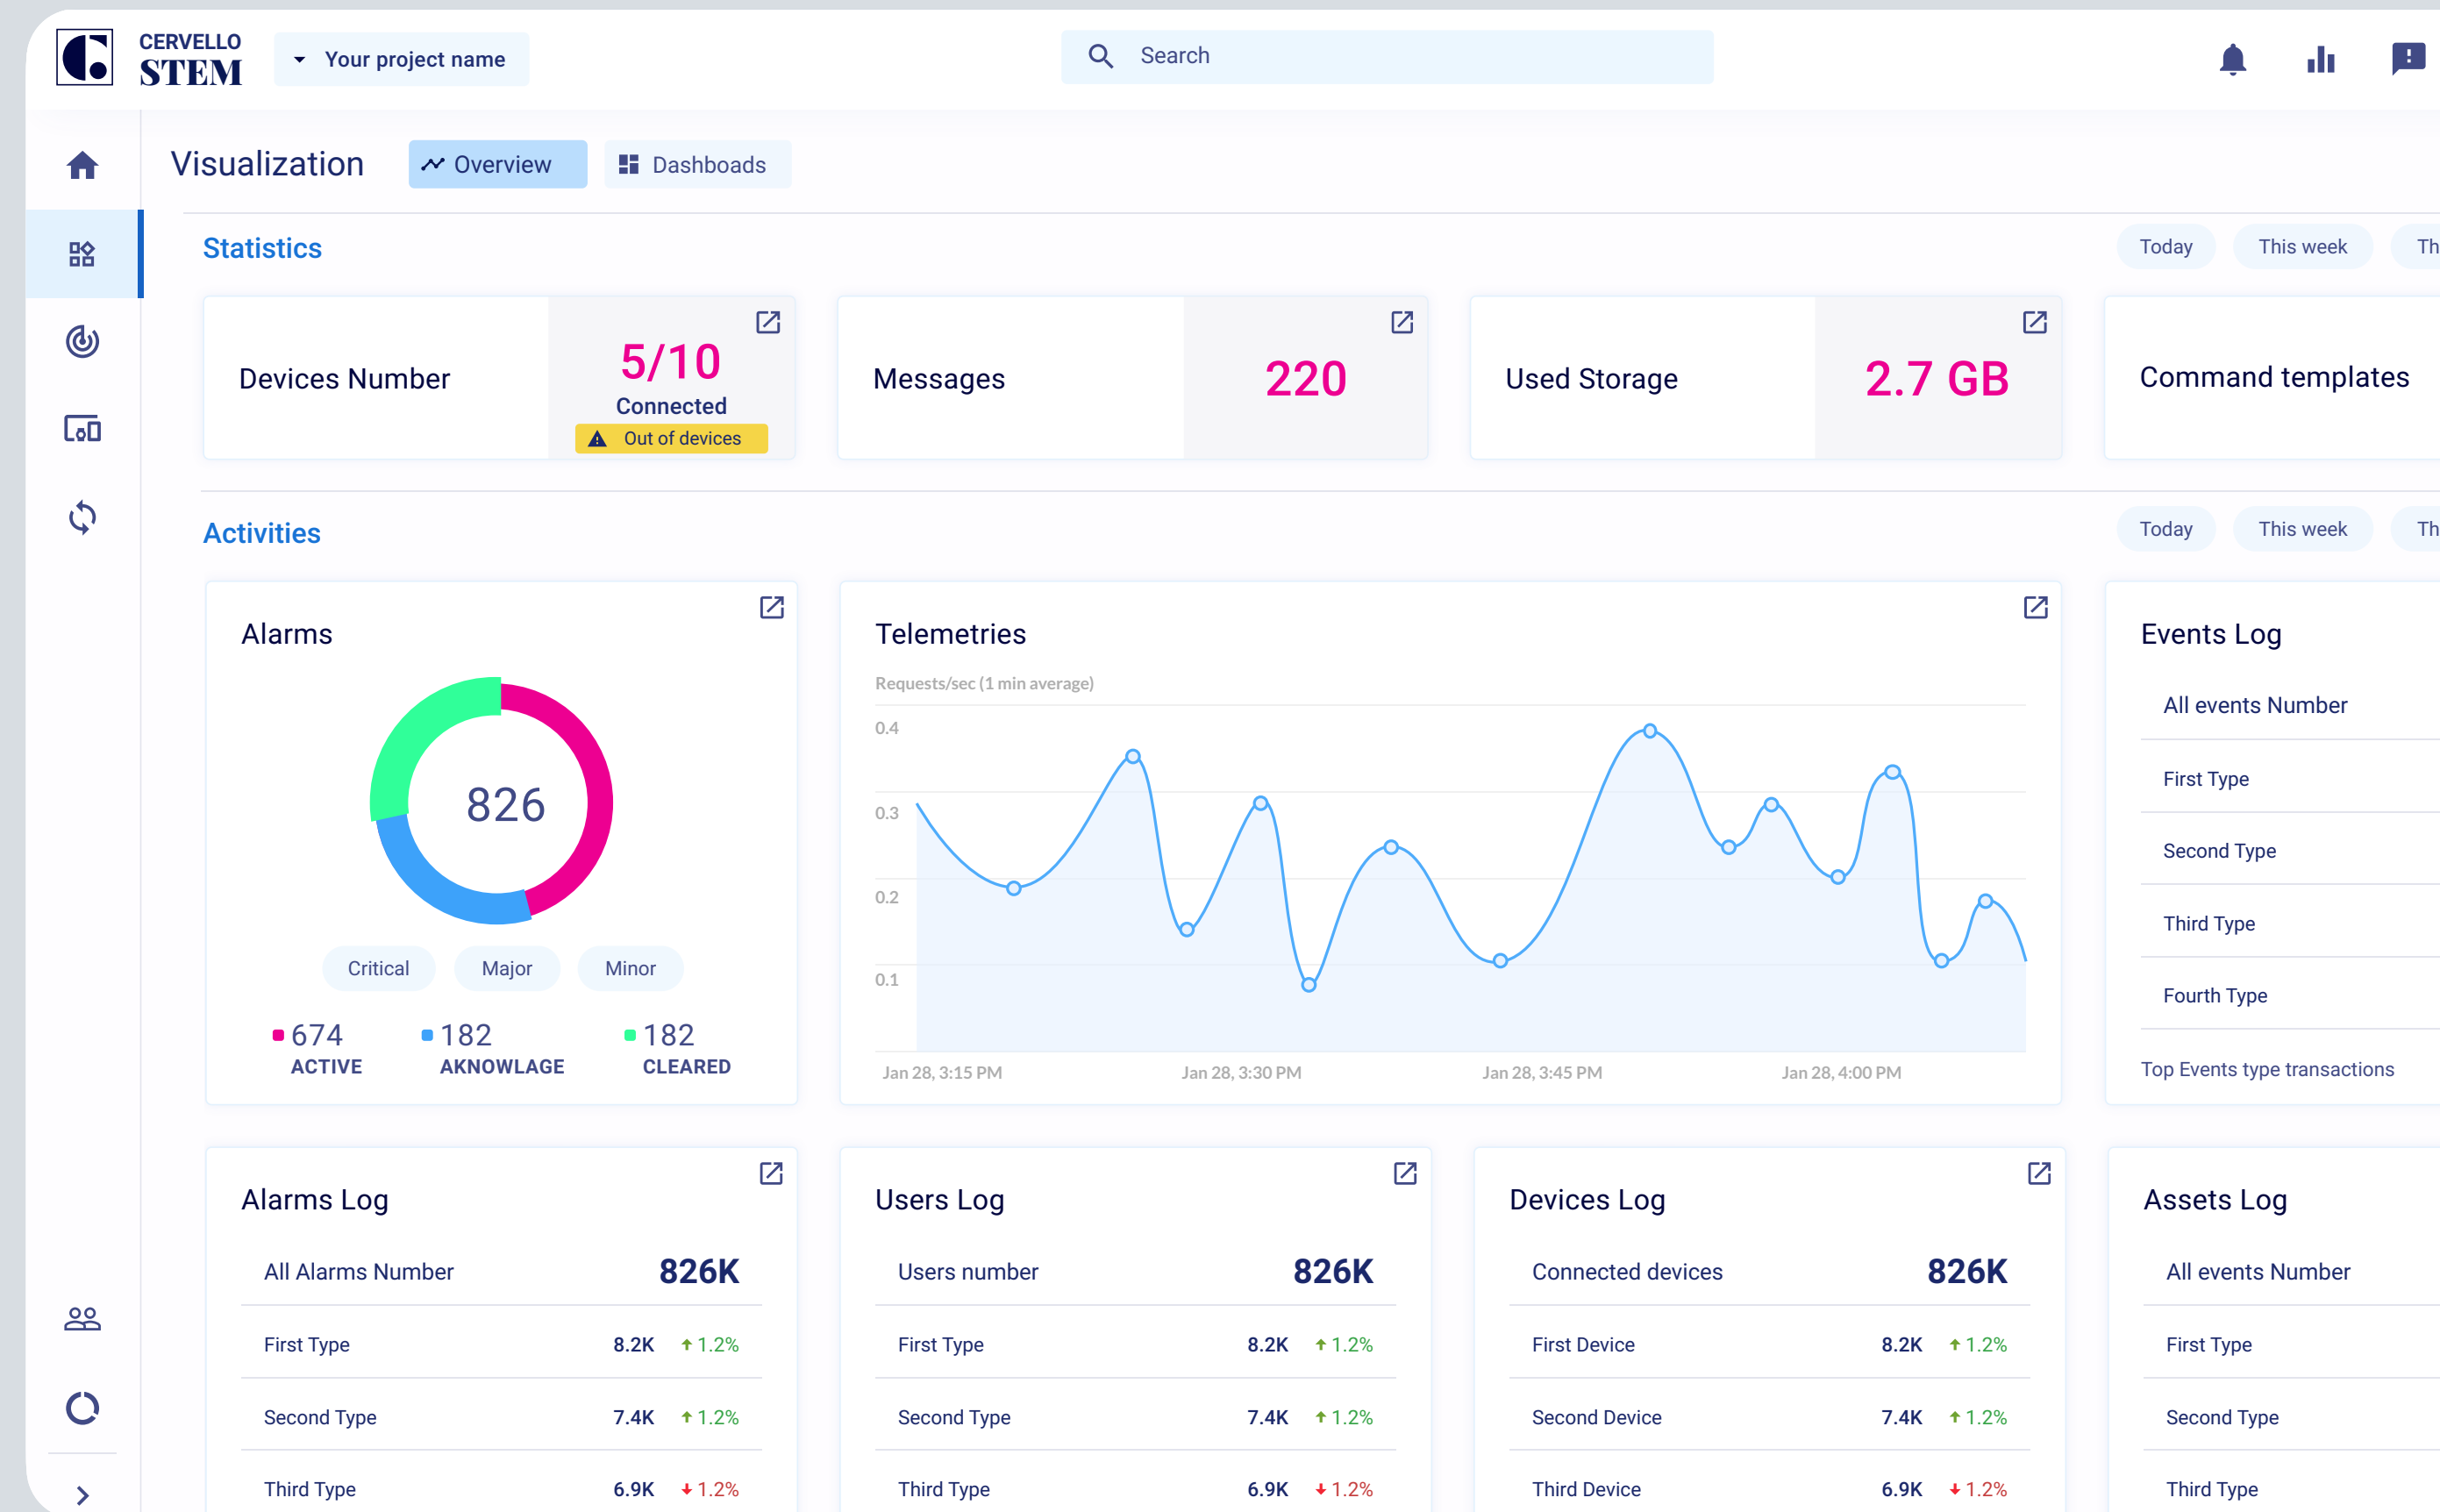 CERVELLO
STEM
Your project name
Search
Visualization
Overview
Dashboads
Statistics
Today
This week
Th
Devices Number
5/10
Connected
Out of devices
Messages
220
Used Storage
2.7 GB
Command templates
Activities
Today
This week
Th
Alarms
826
Critical
Major
Minor
674
ACTIVE
182
AKNOWLAGE
182
CLEARED
Telemetries
Requests/sec (1 min average)
0.4
0.3
0.2
0.1
Jan 28, 3:15 PM
Jan 28, 3:30 PM
Jan 28, 3:45 PM
Jan 28, 4:00 PM
Events Log
All events Number
First Type
Second Type
Third Type
Fourth Type
Top Events type transactions
Alarms Log
All Alarms Number 826K
First Type 8.2K 1.2%
Second Type 7.4K 1.2%
Third Type 6.9K 1.2%
Users Log
Users number 826K
First Type 8.2K 1.2%
Second Type 7.4K 1.2%
Third Type 6.9K 1.2%
Devices Log
Connected devices 826K
First Device 8.2K 1.2%
Second Device 7.4K 1.2%
Third Device 6.9K 1.2%
Assets Log
All events Number
First Type
Second Type
Third Type